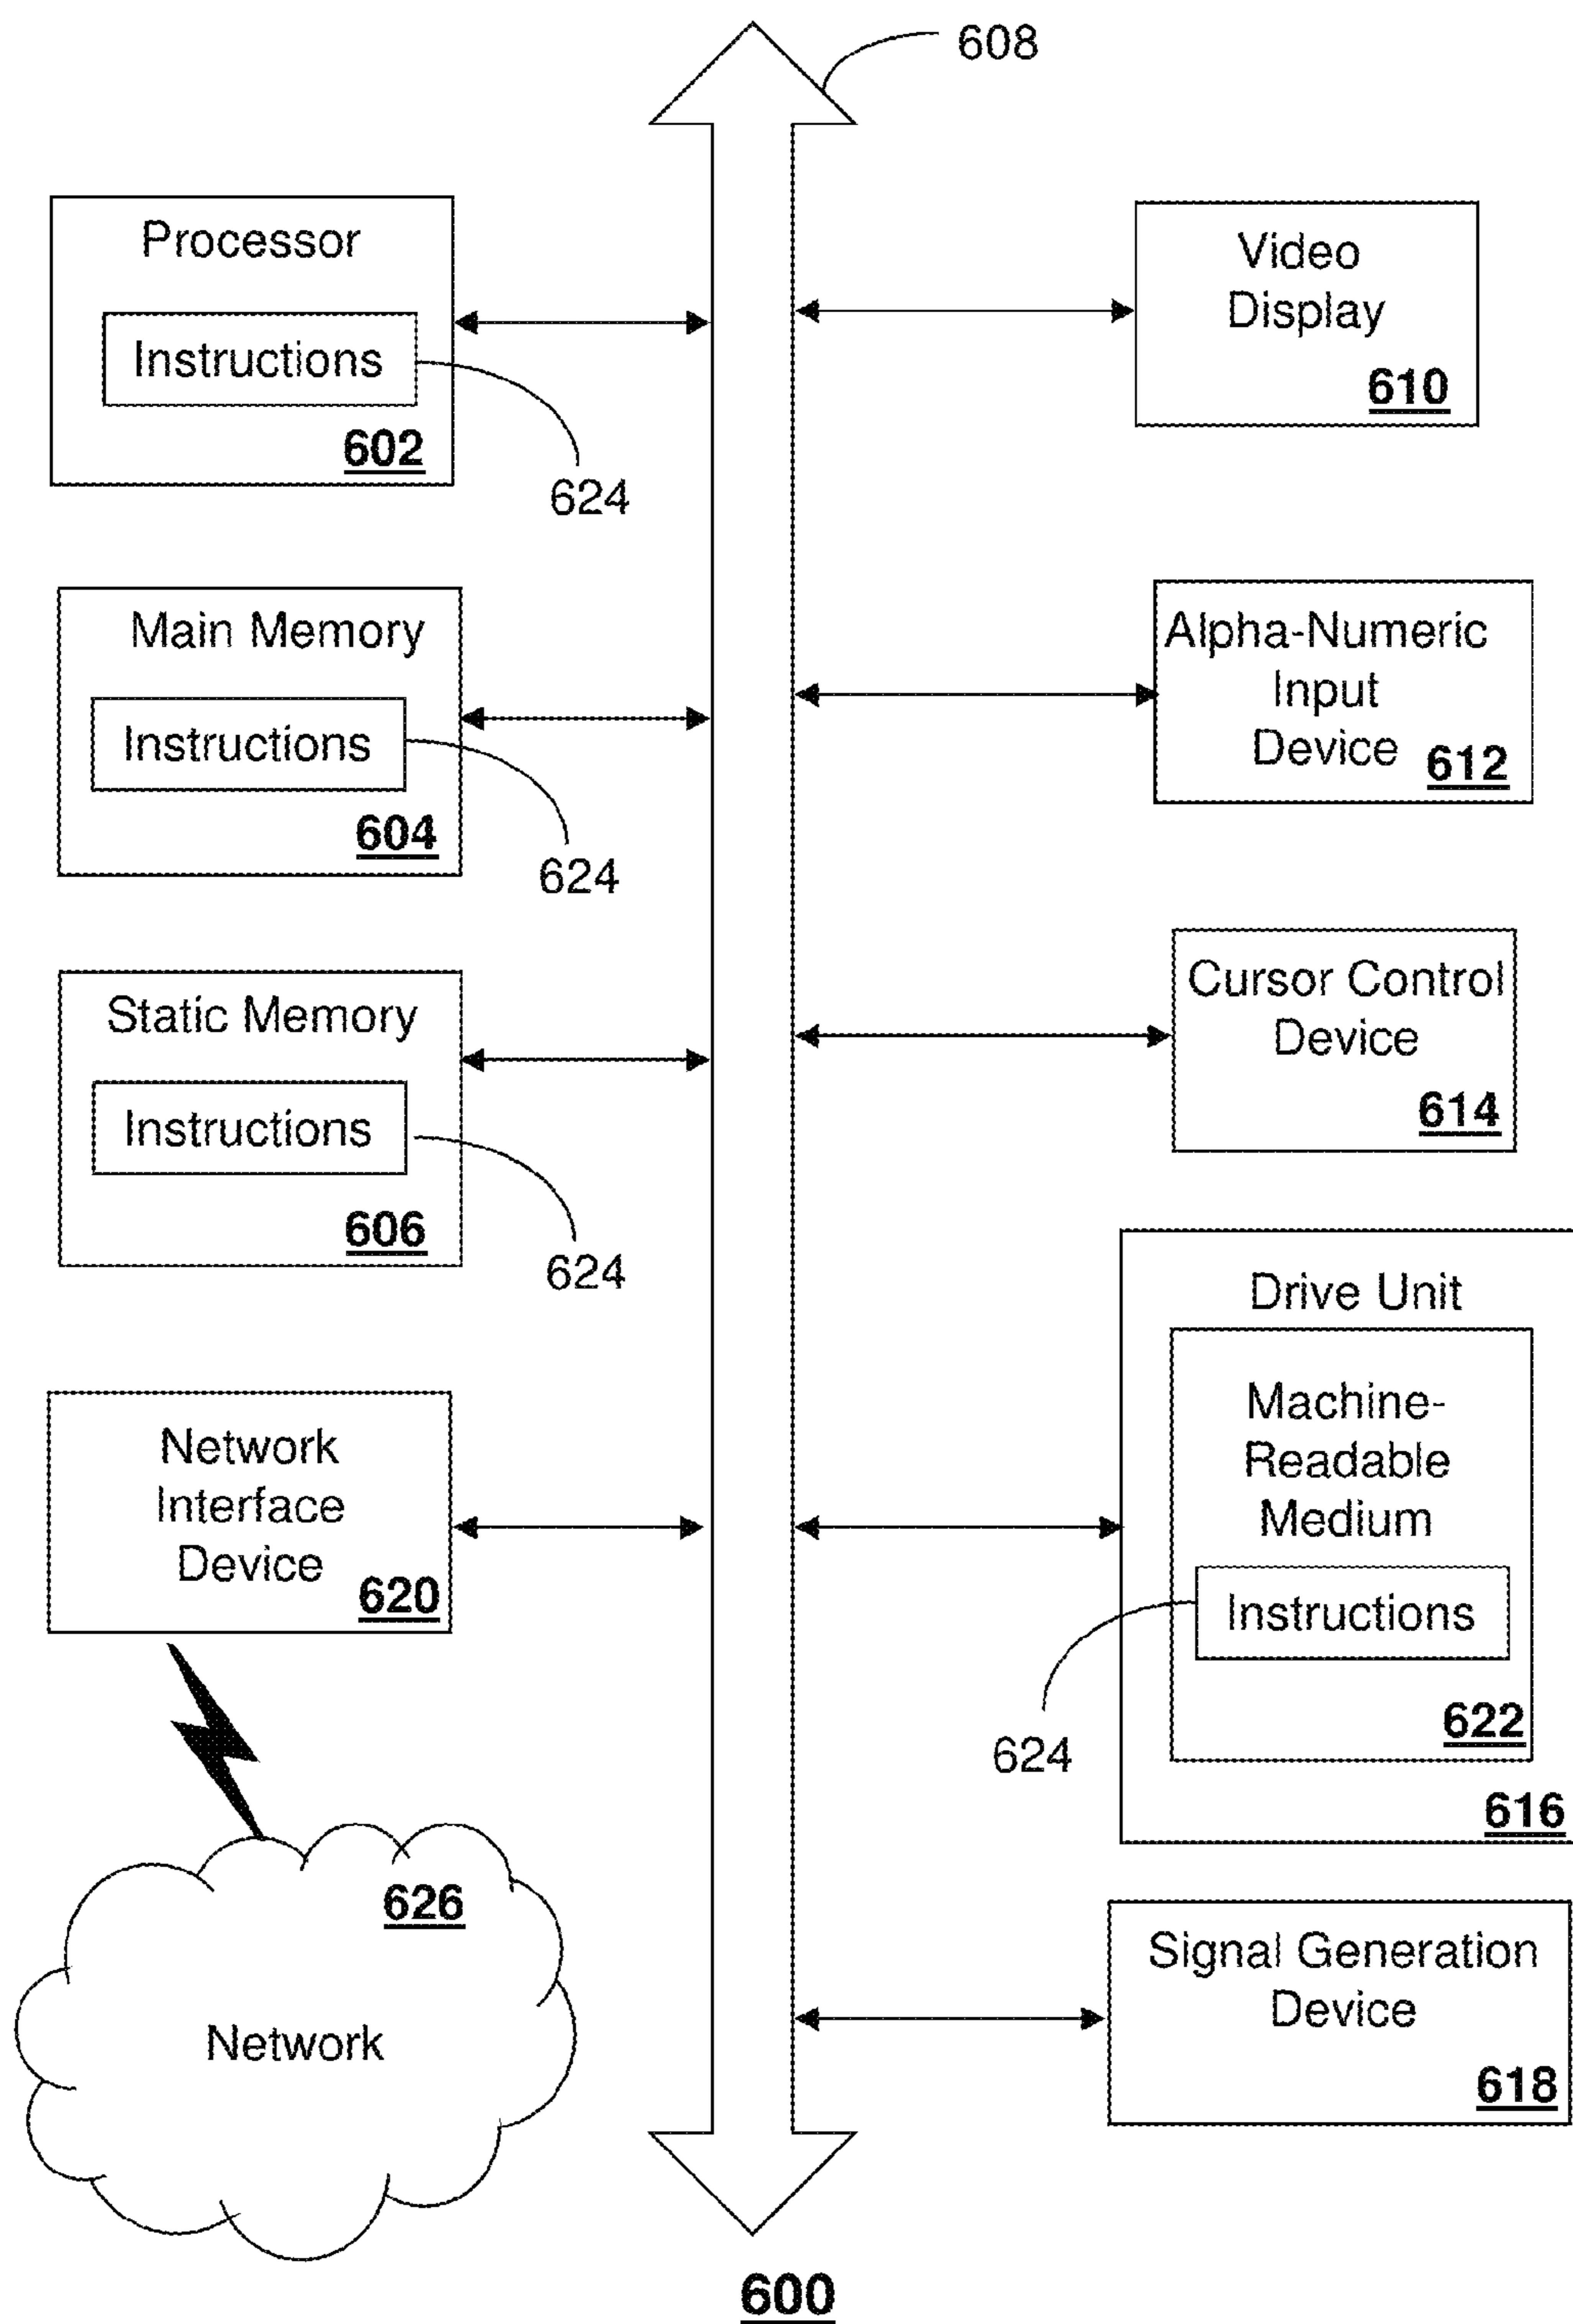 608
Processor
Instructions
602
624
Main Memory
Instructions
604
624
Static Memory
Instructions
606
624
Network
Interface
Device
620
626
Network
Video
Display
610
Alpha-Numeric
Input
Device
612
Cursor Control
Device
614
Drive Unit
Machine-
Readable
Medium
Instructions
622
624
616
Signal Generation
Device
618
600